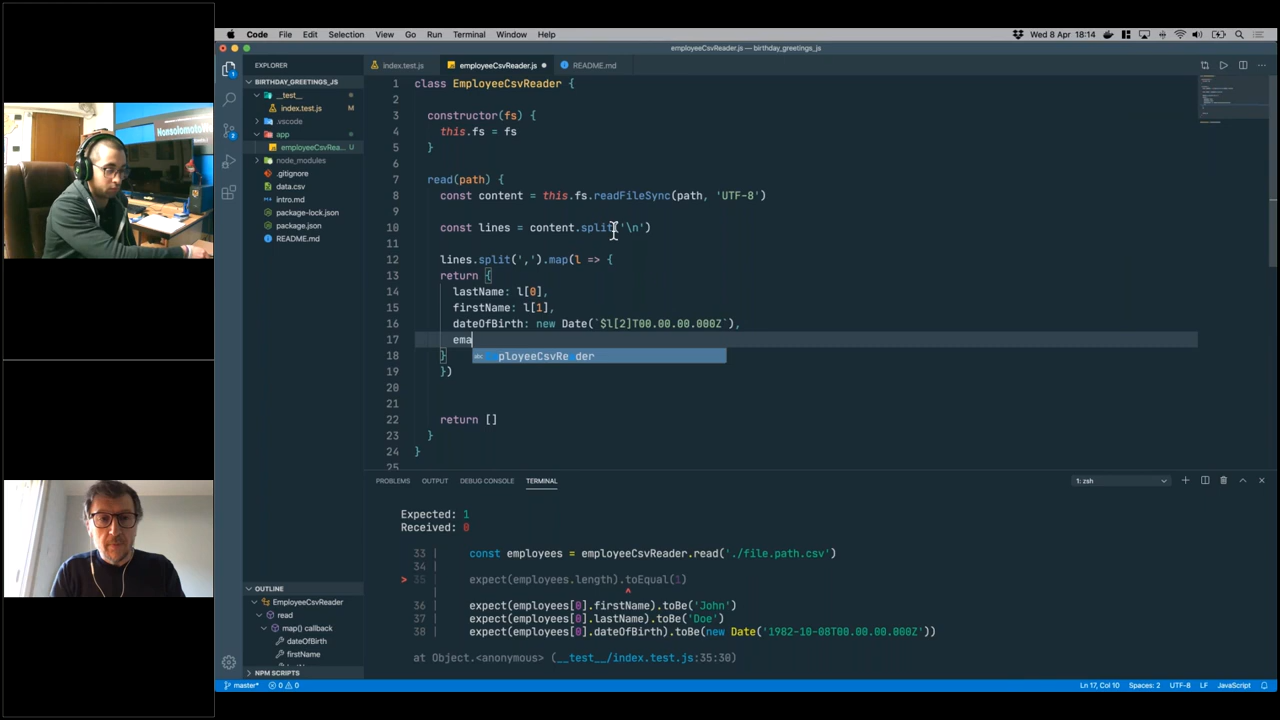 Code File Edit Selection View Go Run Terminal Window Help Wed 8 Apr 18:14
employeeCsvReader.js — birthday_greetings_js
EXPLORER
BIRTHDAY_GREETINGS_JS
__test__
index.test.js M
.vscode
app
employeeCsvRea... U
node_modules
.gitignore
data.csv
intro.md
package-lock.json
package.json
README.md
OUTLINE
EmployeeCsvReader
read
map() callback
dateOfBirth
firstName
NPM SCRIPTS
index.test.js employeeCsvReader.js README.md
1 class EmployeeCsvReader {
2
3 constructor(fs) {
4 this.fs = fs
5 }
6
7 read(path) {
8 const content = this.fs.readFileSync(path, 'UTF-8')
9
10 const lines = content.split('\n')
11
12 lines.split(',').map(l => {
13 return {
14 lastName: l[0],
15 firstName: l[1],
16 dateOfBirth: new Date(`$l[2]T00.00.00.000Z`),
17 ema
18 }
abc ployeeCsvReader
19 })
20
21
22 return []
23 }
24 }
25
PROBLEMS OUTPUT DEBUG CONSOLE TERMINAL 1: zsh
Expected: 1
Received: 0
33 | const employees = employeeCsvReader.read('./file.path.csv')
34 |
> 35 | expect(employees.length).toEqual(1)
| ^
36 | expect(employees[0].firstName).toBe('John')
37 | expect(employees[0].lastName).toBe('Doe')
38 | expect(employees[0].dateOfBirth).toBe(new Date('1982-10-08T00.00.00.000Z'))
at Object.<anonymous> (__test__/index.test.js:35:30)
master* 0 0 Ln 17, Col 10 Spaces: 2 UTF-8 LF JavaScript